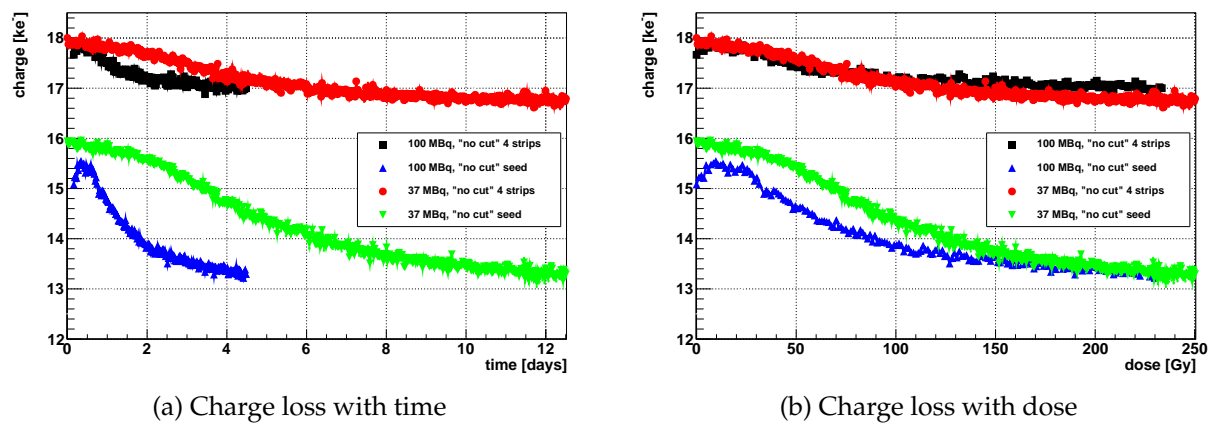 charge [ke-]
18
17
16
15
14
13
12
0
2
4
6
8
10
12
time [days]
100 MBq, "no cut" 4 strips
100 MBq, "no cut" seed
37 MBq, "no cut" 4 strips
37 MBq, "no cut" seed
(a) Charge loss with time
charge [ke-]
18
17
16
15
14
13
12
0
50
100
150
200
250
dose [Gy]
100 MBq, "no cut" 4 strips
100 MBq, "no cut" seed
37 MBq, "no cut" 4 strips
37 MBq, "no cut" seed
(b) Charge loss with dose